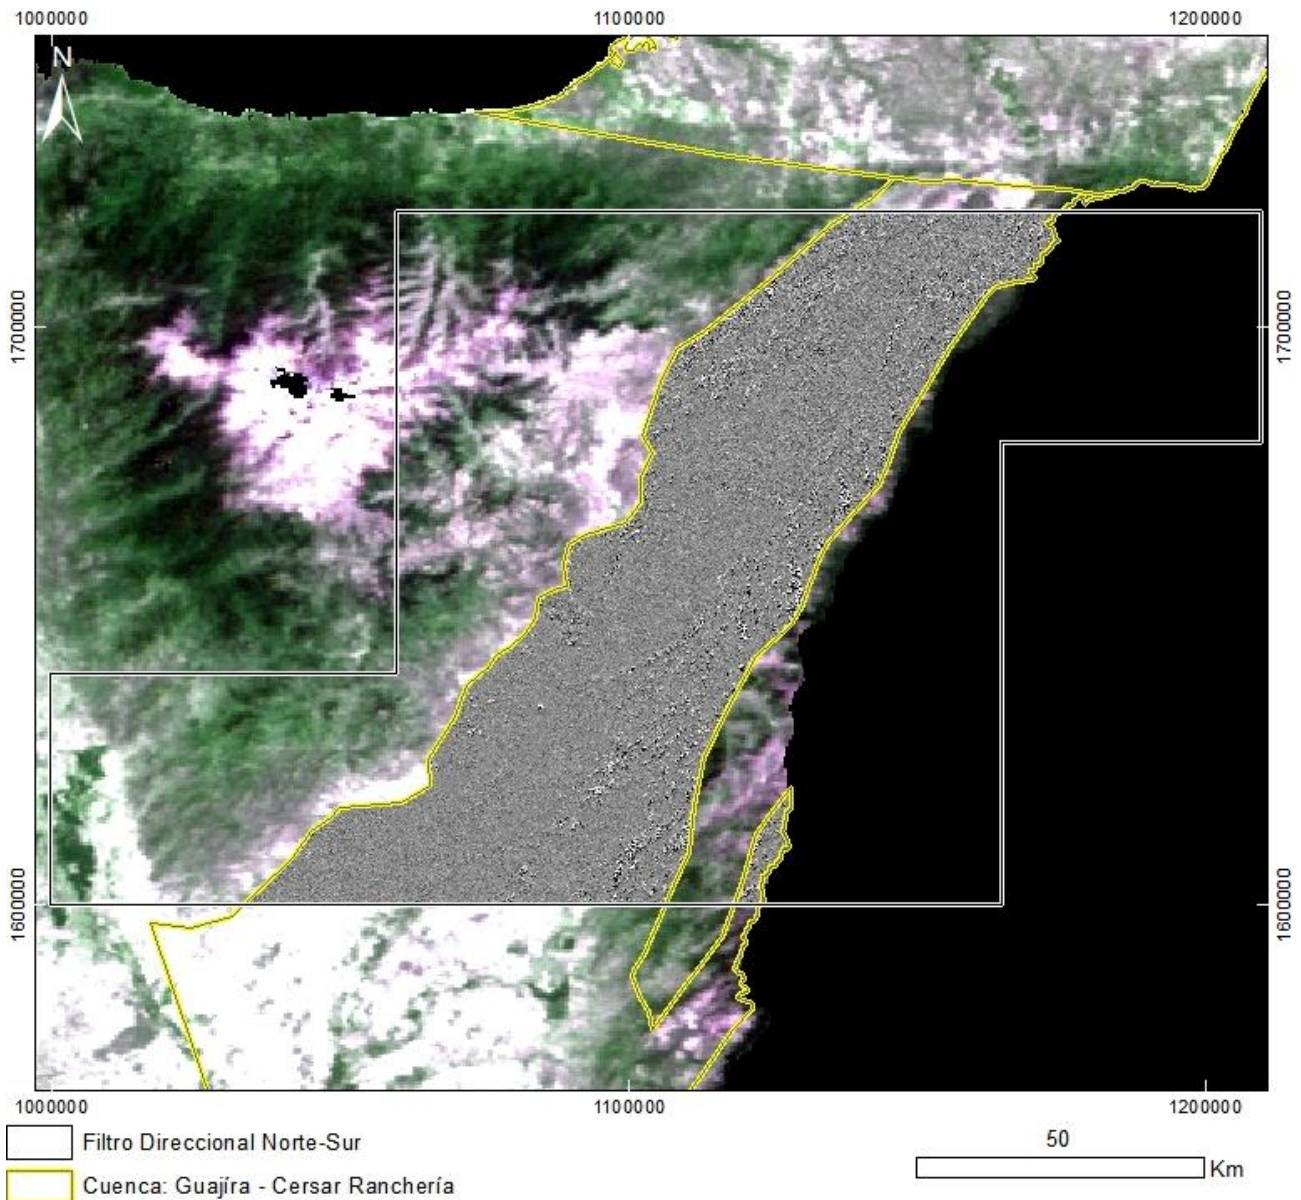 1000000 1100000 1200000
N
1700000 1700000
1600000 1600000
1000000 1100000 1200000
Filtro Direccional Norte-Sur
50
Km
Cuenca: Guajíra - Cersar Ranchería